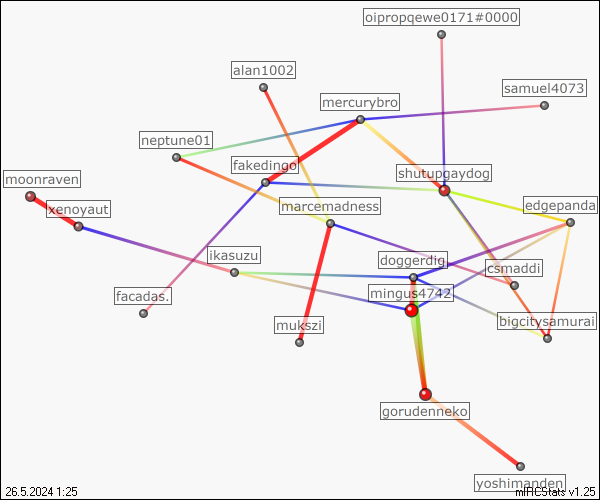 oipropqewe0171#0000
alan1002
samuel4073
mercurybro
neptune01
fakedingo
shutupgaydog
moonraven
xenoyaut
marcemadness
edgepanda
ikasuzu
doggerdig
csmaddi
facadas.
mingus4742
mukszi
bigcitysamurai
gorudenneko
yoshimanden
26.5.2024 1:25
mIRCStats v1.25